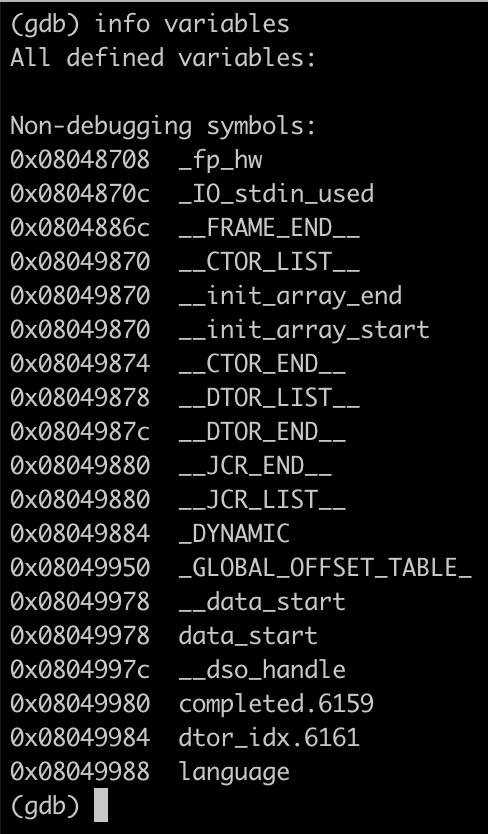 (gdb) info variables
All defined variables:

Non-debugging symbols:
0x08048708  _fp_hw
0x0804870c  _IO_stdin_used
0x0804886c  __FRAME_END__
0x08049870  __CTOR_LIST__
0x08049870  __init_array_end
0x08049870  __init_array_start
0x08049874  __CTOR_END__
0x08049878  __DTOR_LIST__
0x0804987c  __DTOR_END__
0x08049880  __JCR_END__
0x08049880  __JCR_LIST__
0x08049884  _DYNAMIC
0x08049950  _GLOBAL_OFFSET_TABLE_
0x08049978  __data_start
0x08049978  data_start
0x0804997c  __dso_handle
0x08049980  completed.6159
0x08049984  dtor_idx.6161
0x08049988  language
(gdb)